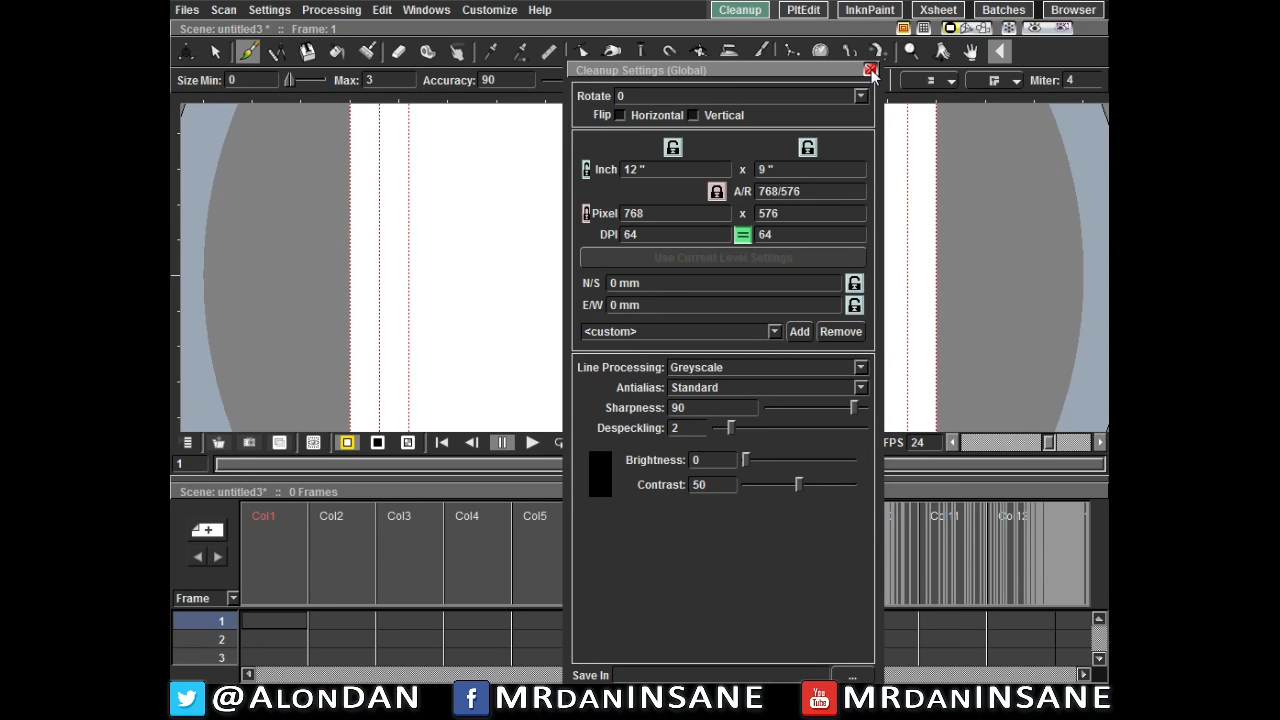 Files Scan Settings Processing Edit Windows Customize Help Cleanup PltEdit InknPaint Xsheet Batches Browser
Scene: untitled3 * :: Frame: 1
Cleanup Settings (Global)
Size Min: 0 Max: 3 Accuracy: 90 Miter: 4
Rotate 0
Flip Horizontal Vertical
Inch 12 " x 9 "
A/R 768/576
Pixel 768 x 576
DPI 64 = 64
Use Current Level Settings
N/S 0 mm
E/W 0 mm
<custom> Add Remove
Line Processing: Greyscale
Antialias: Standard
Sharpness: 90
Despeckling: 2
FPS 24
1
Brightness: 0
Contrast: 50
Scene: untitled3* :: 0 Frames
Col1 Col2 Col3 Col4 Col5
Frame
1
2
3
Save In ...
@AlonDan MRdanINSANE MRdanINSANE